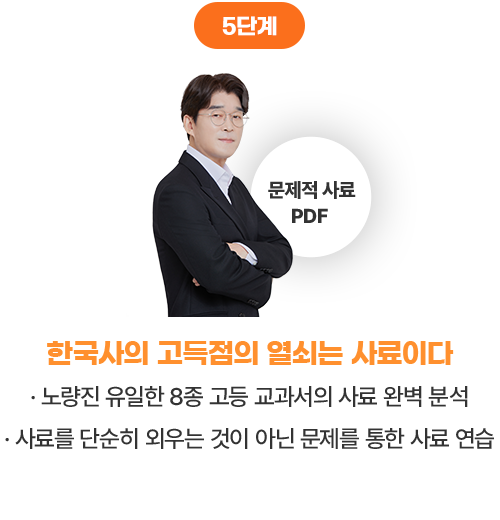 5단계
문제적 사료
PDF
한국사의 고득점의 열쇠는 사료이다
· 노량진 유일한 8종 고등 교과서의 사료 완벽 분석
· 사료를 단순히 외우는 것이 아닌 문제를 통한 사료 연습